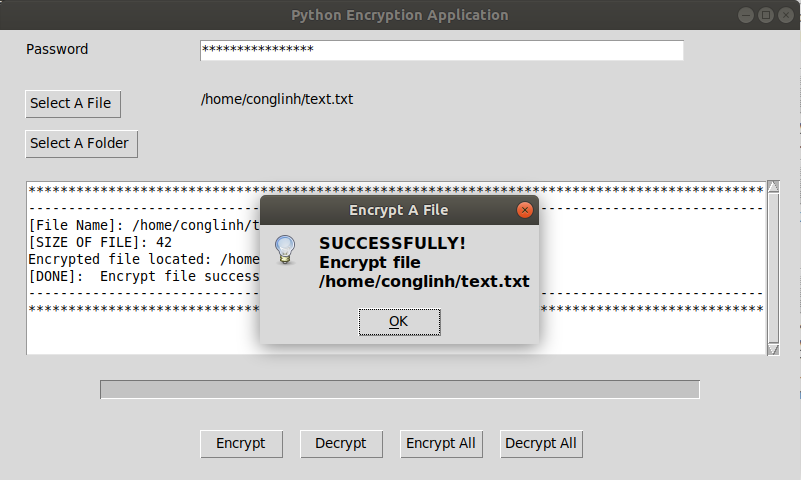 Python Encryption Application
Password
****************
Select A File
/home/conglinh/text.txt
Select A Folder
********************************************************************************************
--------------------------------------------------------------------------------------------
[File Name]: /home/conglinh/t
[SIZE OF FILE]: 42
Encrypted file located: /home
[DONE]:  Encrypt file success
--------------------------------------------------------------------------------------------
********************************************************************************************
Encrypt A File
SUCCESSFULLY!
Encrypt file
/home/conglinh/text.txt
OK
Encrypt
Decrypt
Encrypt All
Decrypt All